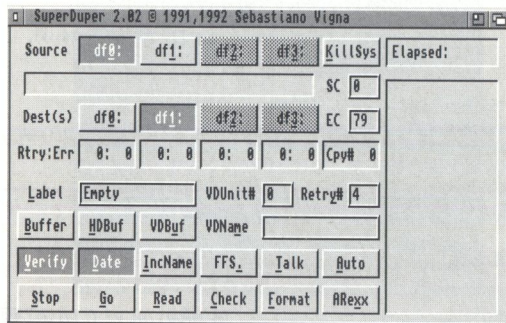 SuperDuper 2.02 © 1991,1992 Sebastiano Vigna
Source df0: df1: df2: df3: KillSys Elapsed:
SC 0
Dest(s) df0: df1: df2: df3: EC 79
Rtry:Err 0: 0 0: 0 0: 0 0: 0 Cpy# 0
Label Empty VDUnit# 0 Retry# 4
Buffer HDBuf VDBuf VDName
Verify Date IncName FFS. Talk Auto
Stop Go Read Check Format ARexx